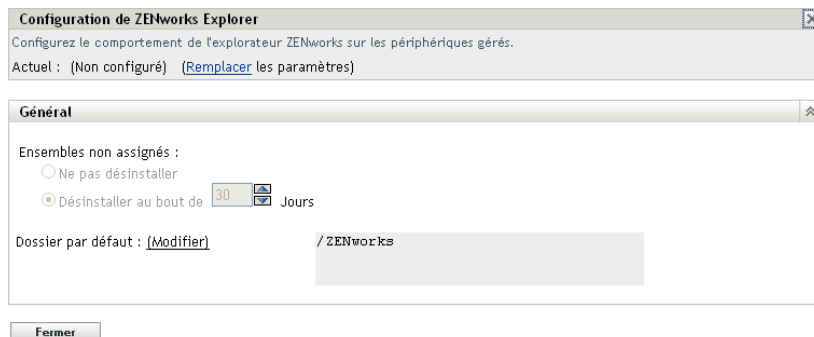 Configuration de ZENworks Explorer
Configurez le comportement de l'explorateur ZENworks sur les périphériques gérés.
Actuel : (Non configuré) (Remplacer les paramètres)
Général
Ensembles non assignés :
Ne pas désinstaller
Désinstaller au bout de 30 Jours
Dossier par défaut : (Modifier) /ZENworks
Fermer